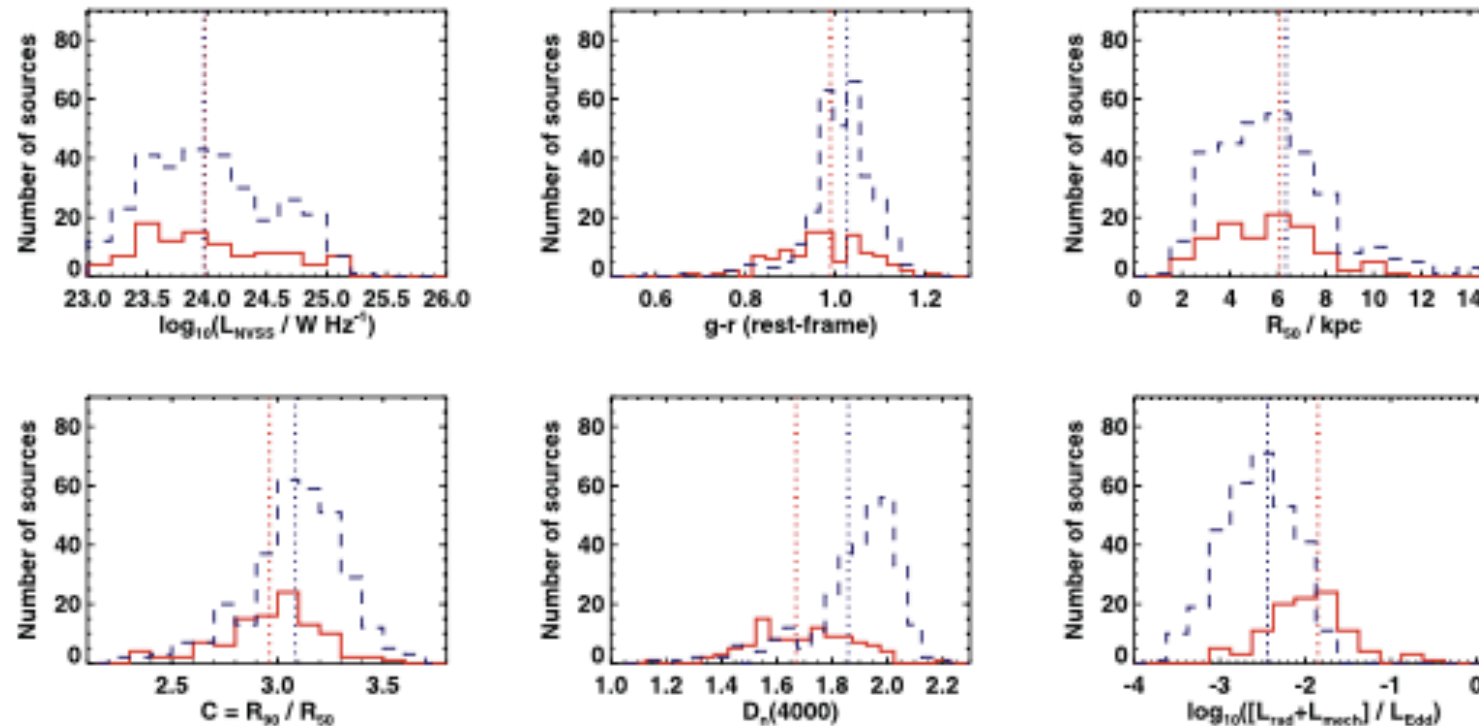 Number of sources
80
60
40
20
0
23.0 23.5 24.0 24.5 25.0 25.5 26.0
log₁₀(L_NVSS / W Hz⁻¹)
Number of sources
80
60
40
20
0
0.6 0.8 1.0 1.2
g-r (rest-frame)
Number of sources
80
60
40
20
0
0 2 4 6 8 10 12 14
R₅₀ / kpc
Number of sources
80
60
40
20
0
2.5 3.0 3.5
C = R₉₀ / R₅₀
Number of sources
80
60
40
20
0
1.0 1.2 1.4 1.6 1.8 2.0 2.2
Dₙ(4000)
Number of sources
80
60
40
20
0
-4 -3 -2 -1 0
log₁₀([L_rad+L_mech] / L_Edd)